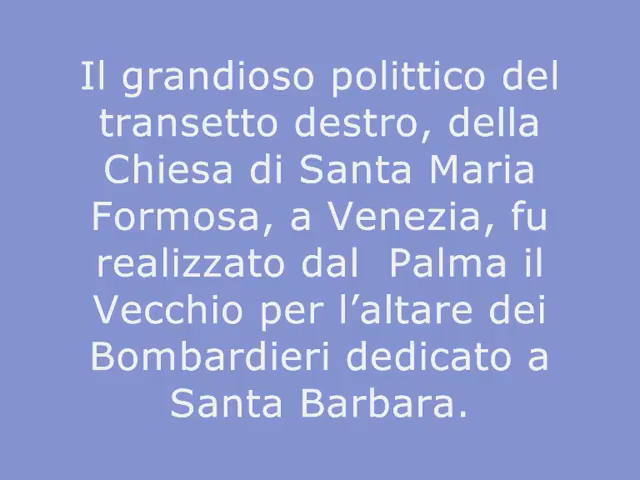 Il grandioso polittico del
transetto destro, della
Chiesa di Santa Maria
Formosa, a Venezia, fu
realizzato dal  Palma il
Vecchio per l’altare dei
Bombardieri dedicato a
Santa Barbara.